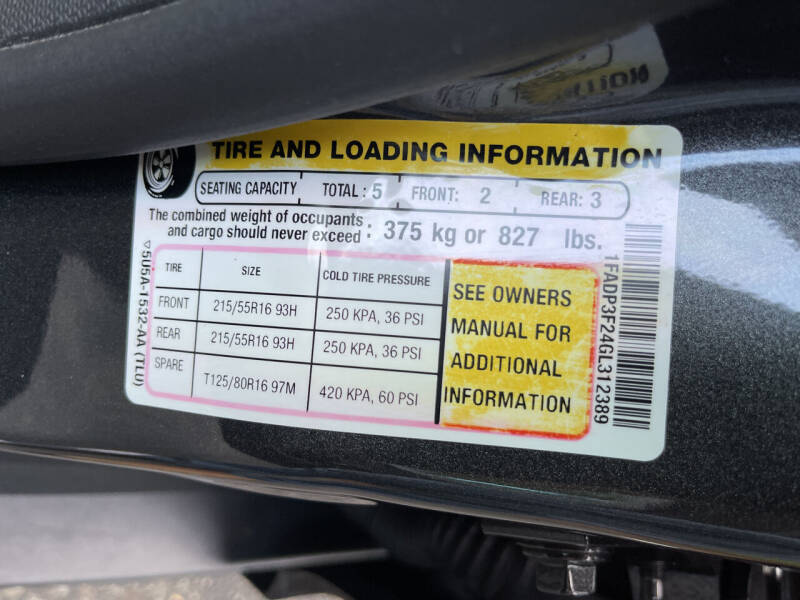 TIRE AND LOADING INFORMATION
SEATING CAPACITY TOTAL : 5 FRONT: 2 REAR: 3
The combined weight of occupants
and cargo should never exceed : 375 kg or 827 lbs.
TIRE SIZE COLD TIRE PRESSURE
FRONT 215/55R16 93H 250 KPA, 36 PSI
REAR 215/55R16 93H 250 KPA, 36 PSI
SPARE T125/80R16 97M 420 KPA, 60 PSI
SEE OWNERS
MANUAL FOR
ADDITIONAL
INFORMATION
1FADP3F24GL312389
5U5A-1532-AA (TLU)